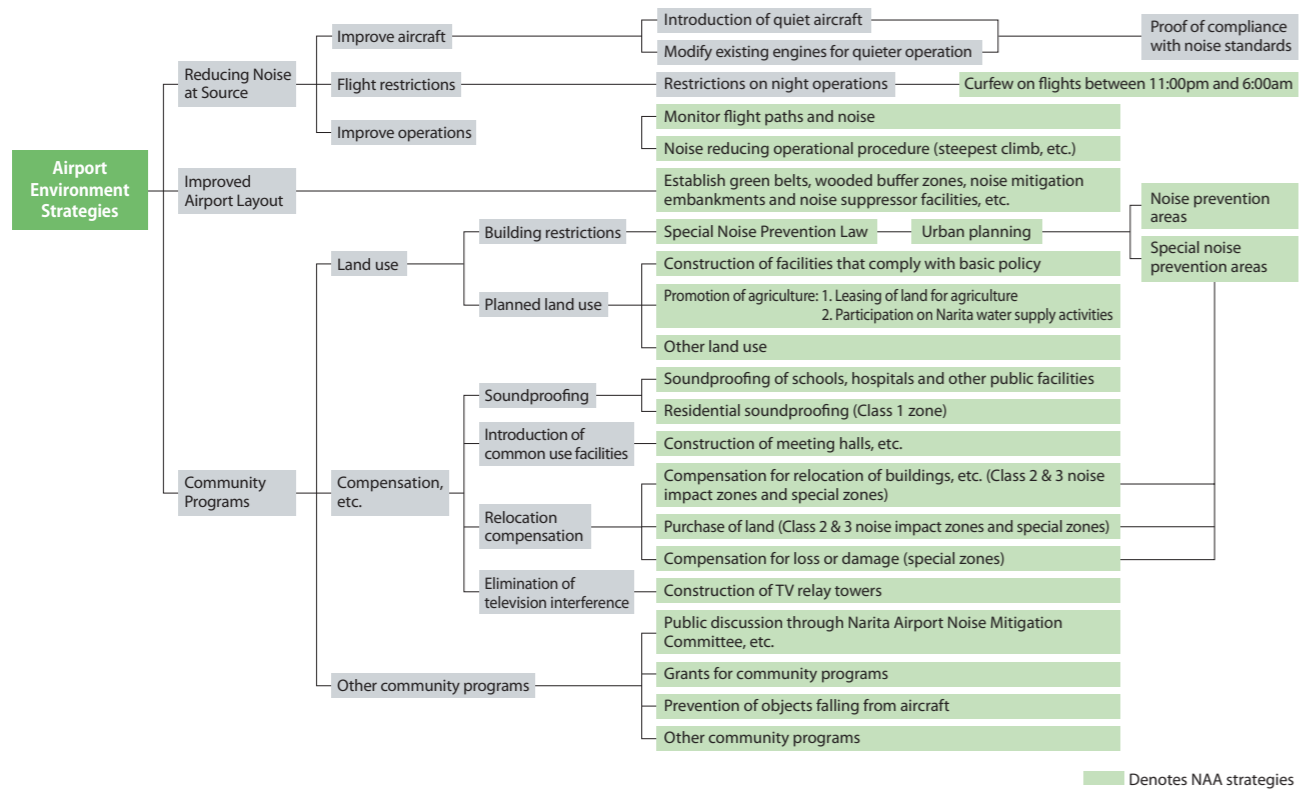 Airport
Environment
Strategies
Reducing Noise
at Source
Improve aircraft
Introduction of quiet aircraft
Modify existing engines for quieter operation
Proof of compliance
with noise standards
Flight restrictions
Restrictions on night operations
Curfew on flights between 11:00pm and 6:00am
Improve operations
Monitor flight paths and noise
Noise reducing operational procedure (steepest climb, etc.)
Improved
Airport Layout
Establish green belts, wooded buffer zones, noise mitigation
embankments and noise suppressor facilities, etc.
Community
Programs
Land use
Building restrictions
Special Noise Prevention Law
Urban planning
Noise prevention
areas
Special noise
prevention areas
Planned land use
Construction of facilities that comply with basic policy
Promotion of agriculture: 1. Leasing of land for agriculture
2. Participation on Narita water supply activities
Other land use
Compensation,
etc.
Soundproofing
Soundproofing of schools, hospitals and other public facilities
Residential soundproofing (Class 1 zone)
Introduction of
common use facilities
Construction of meeting halls, etc.
Relocation
compensation
Compensation for relocation of buildings, etc. (Class 2 & 3 noise
impact zones and special zones)
Purchase of land (Class 2 & 3 noise impact zones and special zones)
Compensation for loss or damage (special zones)
Elimination of
television interference
Construction of TV relay towers
Other community programs
Public discussion through Narita Airport Noise Mitigation
Committee, etc.
Grants for community programs
Prevention of objects falling from aircraft
Other community programs
Denotes NAA strategies